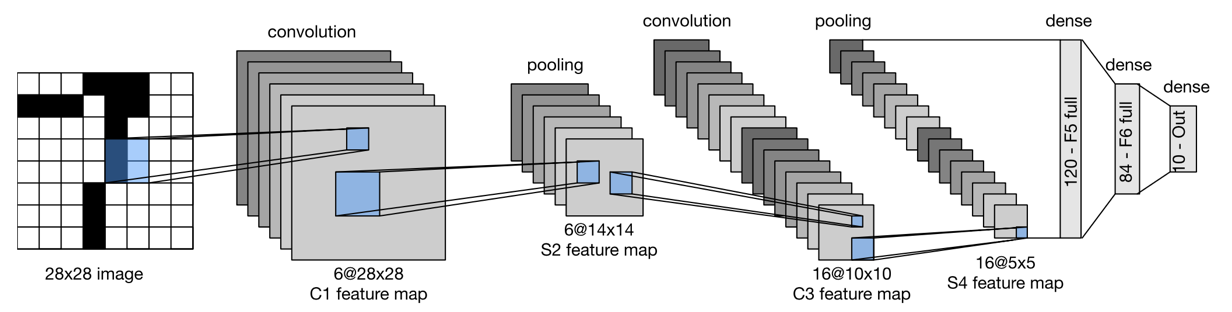 convolution
pooling
convolution
pooling
dense
dense
dense
28x28 image
6@28x28
C1 feature map
6@14x14
S2 feature map
16@10x10
C3 feature map
16@5x5
S4 feature map
120 - F5 full
84 - F6 full
10 - Out